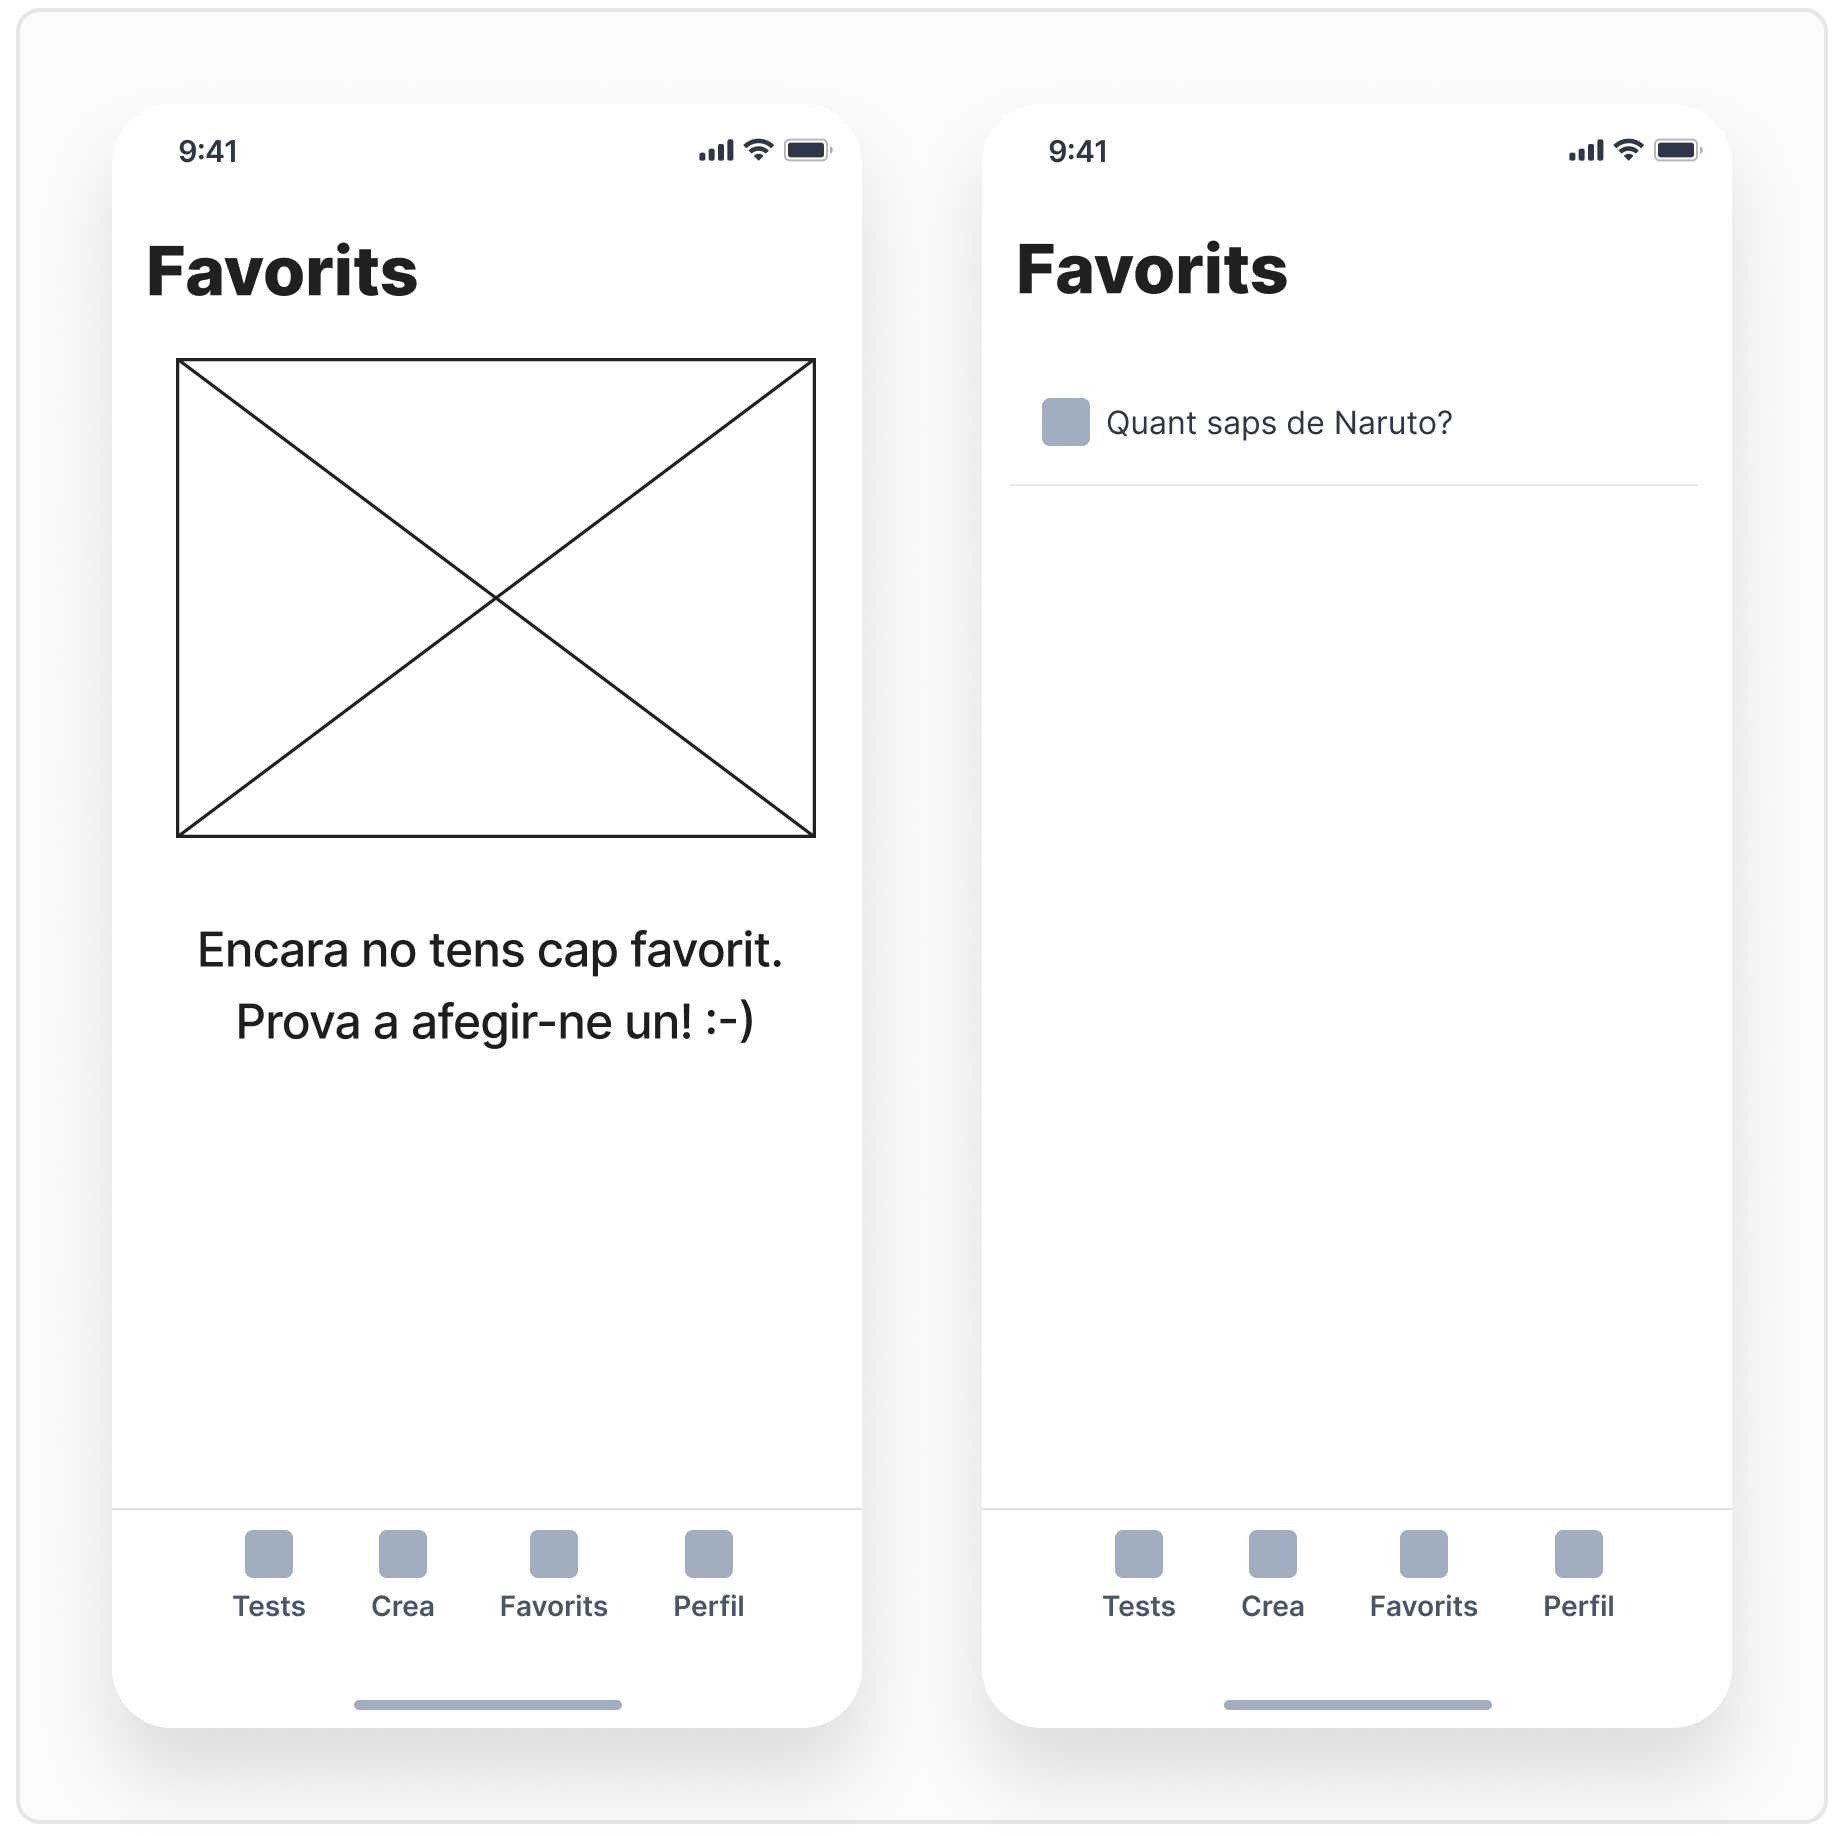 9:41
Favorits
Encara no tens cap favorit.
Prova a afegir-ne un! :-)
Tests
Crea
Favorits
Perfil
9:41
Favorits
Quant saps de Naruto?
Tests
Crea
Favorits
Perfil